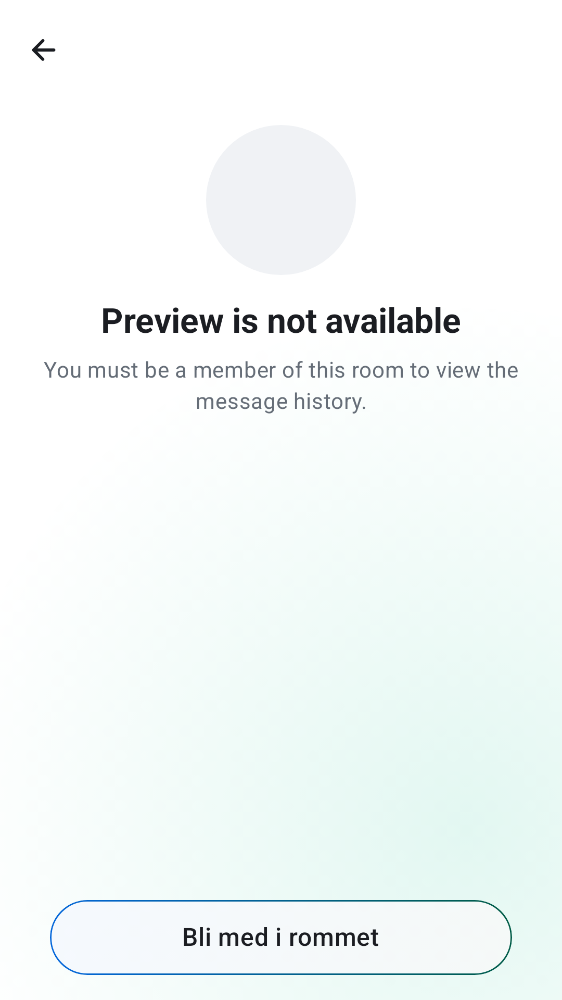 Preview is not available
You must be a member of this room to view the
message history.
Bli med i rommet